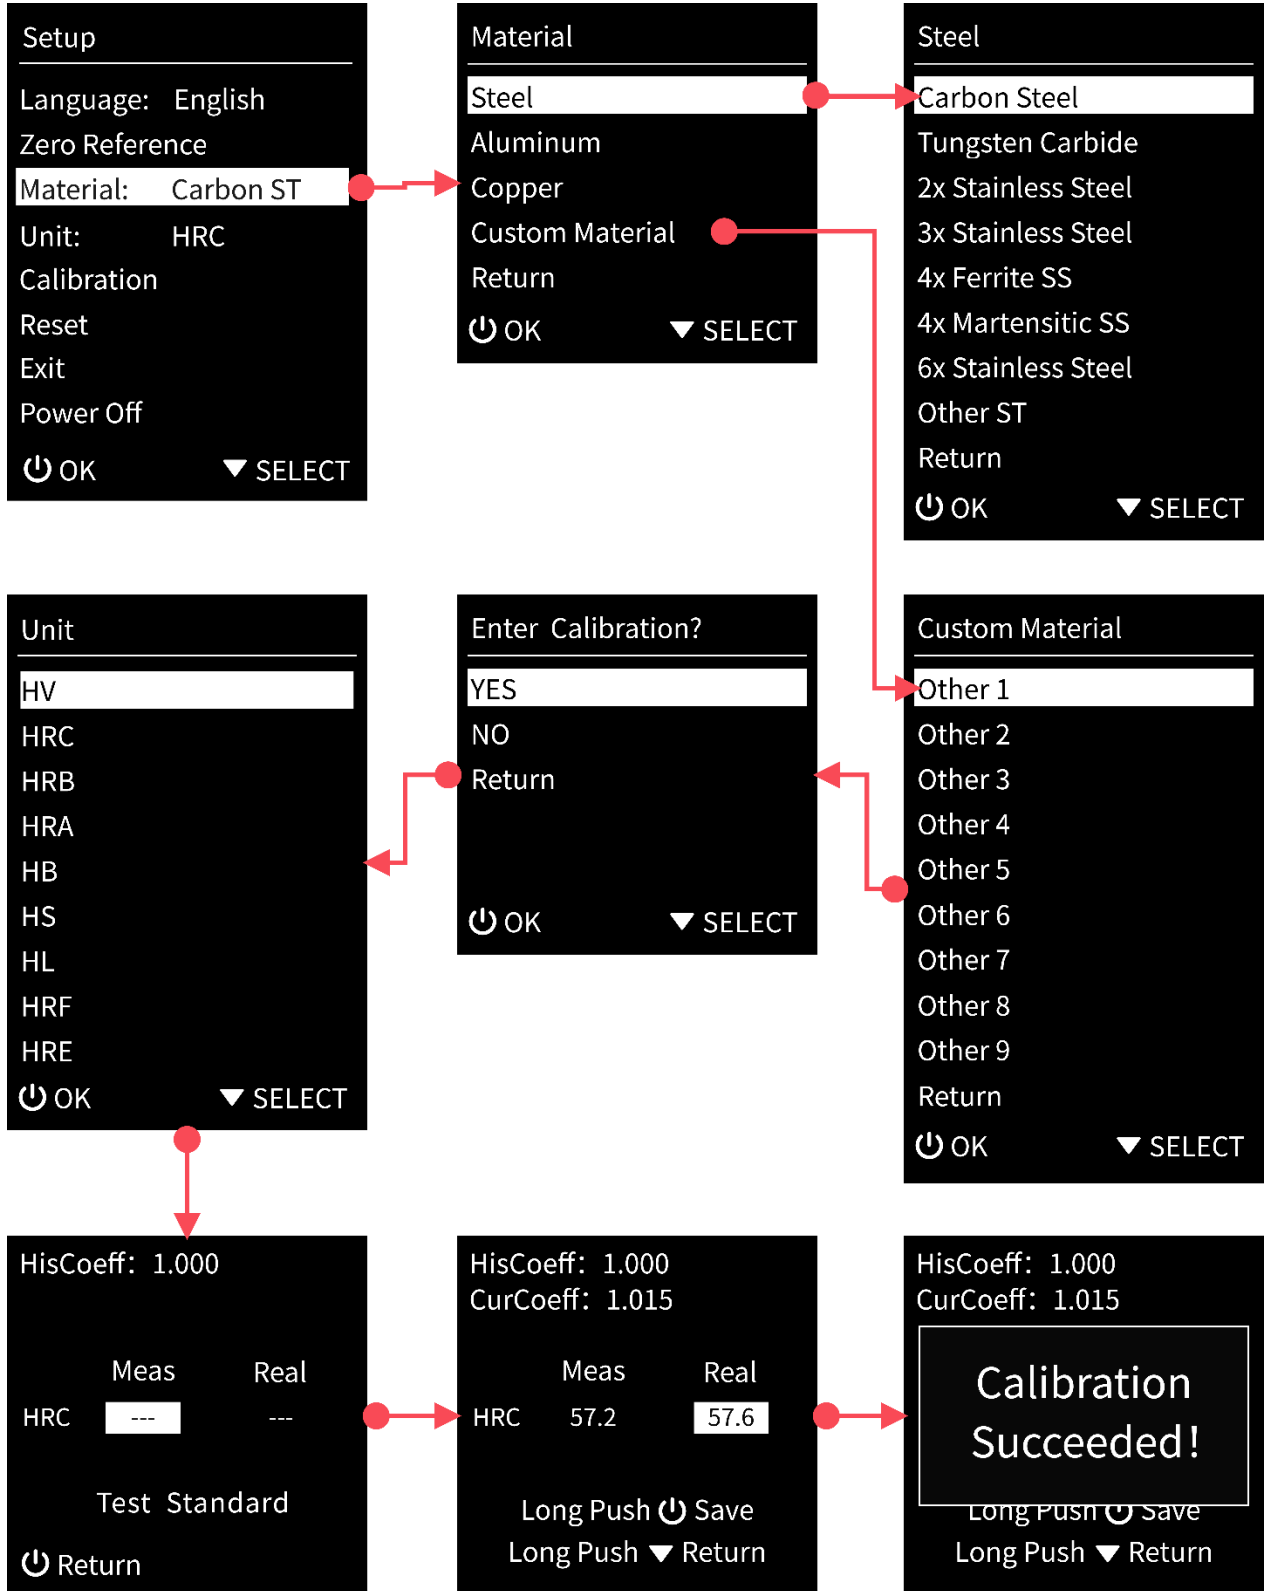 Setup
Language: English
Zero Reference
Material: Carbon ST
Unit: HRC
Calibration
Reset
Exit
Power Off
OK SELECT
Material
Steel
Aluminum
Copper
Custom Material
Return
OK SELECT
Steel
Carbon Steel
Tungsten Carbide
2x Stainless Steel
3x Stainless Steel
4x Ferrite SS
4x Martensitic SS
6x Stainless Steel
Other ST
Return
OK SELECT
Unit
HV
HRC
HRB
HRA
HB
HS
HL
HRF
HRE
OK SELECT
Enter Calibration?
YES
NO
Return
OK SELECT
Custom Material
Other 1
Other 2
Other 3
Other 4
Other 5
Other 6
Other 7
Other 8
Other 9
Return
OK SELECT
HisCoeff: 1.000
Meas Real
HRC --- ---
Test Standard
Return
HisCoeff: 1.000
CurCoeff: 1.015
Meas Real
HRC 57.2 57.6
Long Push Save
Long Push Return
HisCoeff: 1.000
CurCoeff: 1.015
Calibration
Succeeded!
Long Push Save
Long Push Return